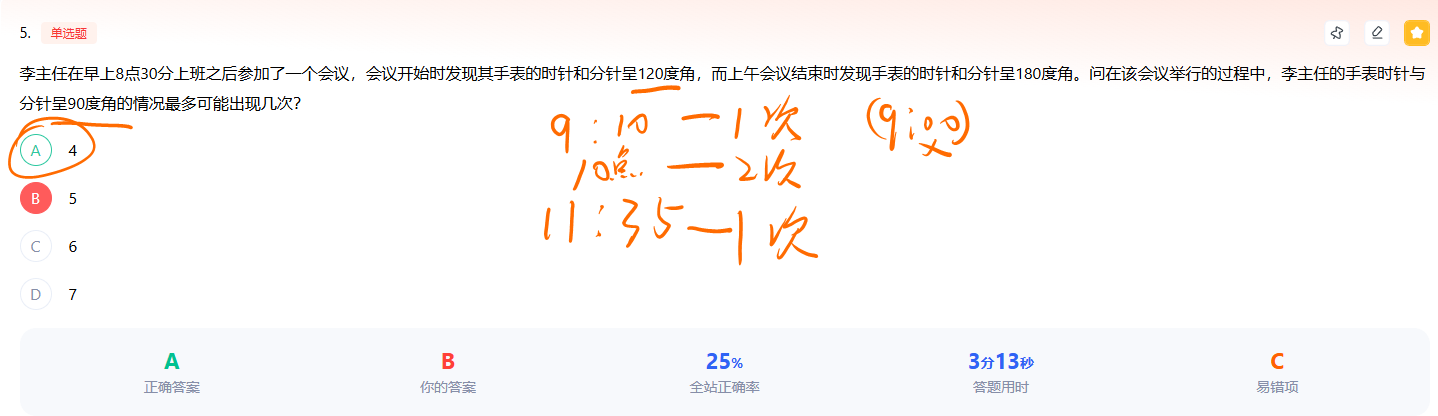 5. 单选题
李主任在早上8点30分上班之后参加了一个会议，会议开始时发现其手表的时针和分针呈120度角，而上午会议结束时发现手表的时针和分针呈180度角。问在该会议举行的过程中，李主任的手表时针与
分针呈90度角的情况最多可能出现几次？
9:10 — 1次 (9:00)
A 4
10点 — 2次
B 5
11:35 — 1次
C 6
D 7
A B 25% 3分13秒 C
正确答案 你的答案 全站正确率 答题用时 易错项